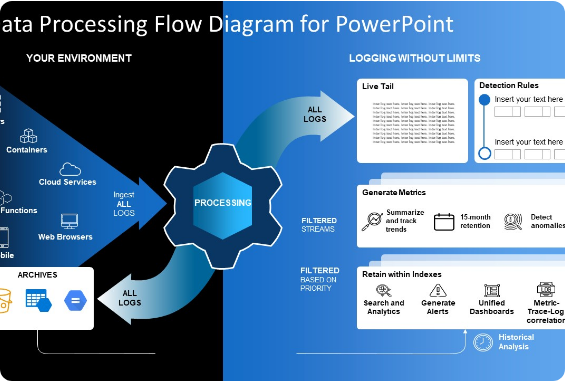 ata Processing Flow Diagram for PowerPoint
YOUR ENVIRONMENT
LOGGING WITHOUT LIMITS
Containers
Cloud Services
Functions
Web Browsers
bile
Ingest
ALL
LOGS
PROCESSING
ALL
LOGS
ARCHIVES
ALL
LOGS
Live Tail
Detection Rules
Insert your text here
Insert your text here
FILTERED
STREAMS
Generate Metrics
Summarize
and track
trends
15-month
retention
Detect
anomalies
FILTERED
BASED ON
PRIORITY
Retain within Indexes
Search and
Analytics
Generate
Alerts
Unified
Dashboards
Metric-
Trace-Log
correlation
Historical
Analysis